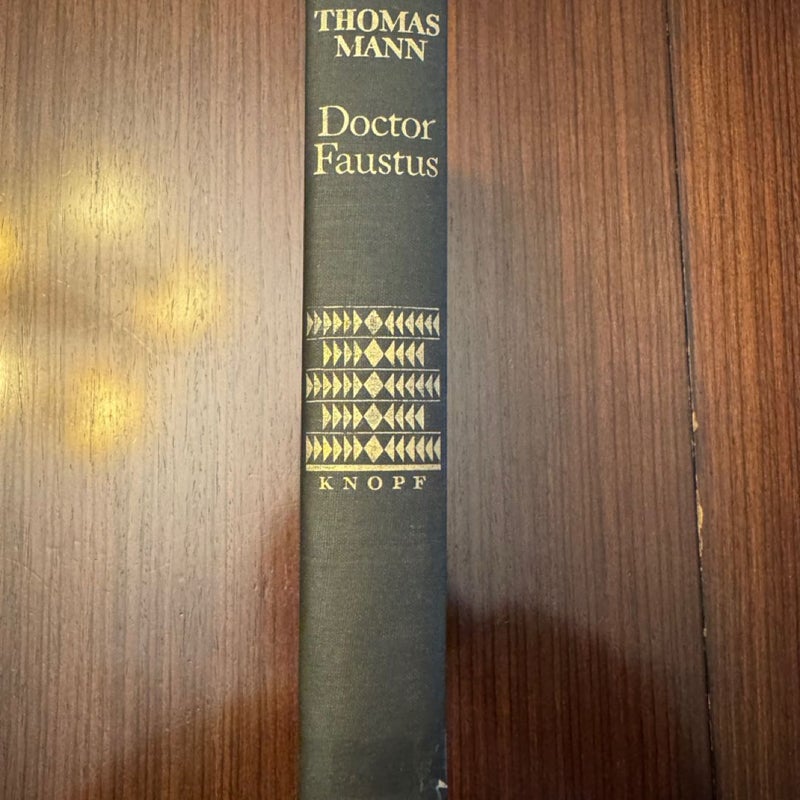 THOMAS
MANN
Doctor
Faustus
KNOPF